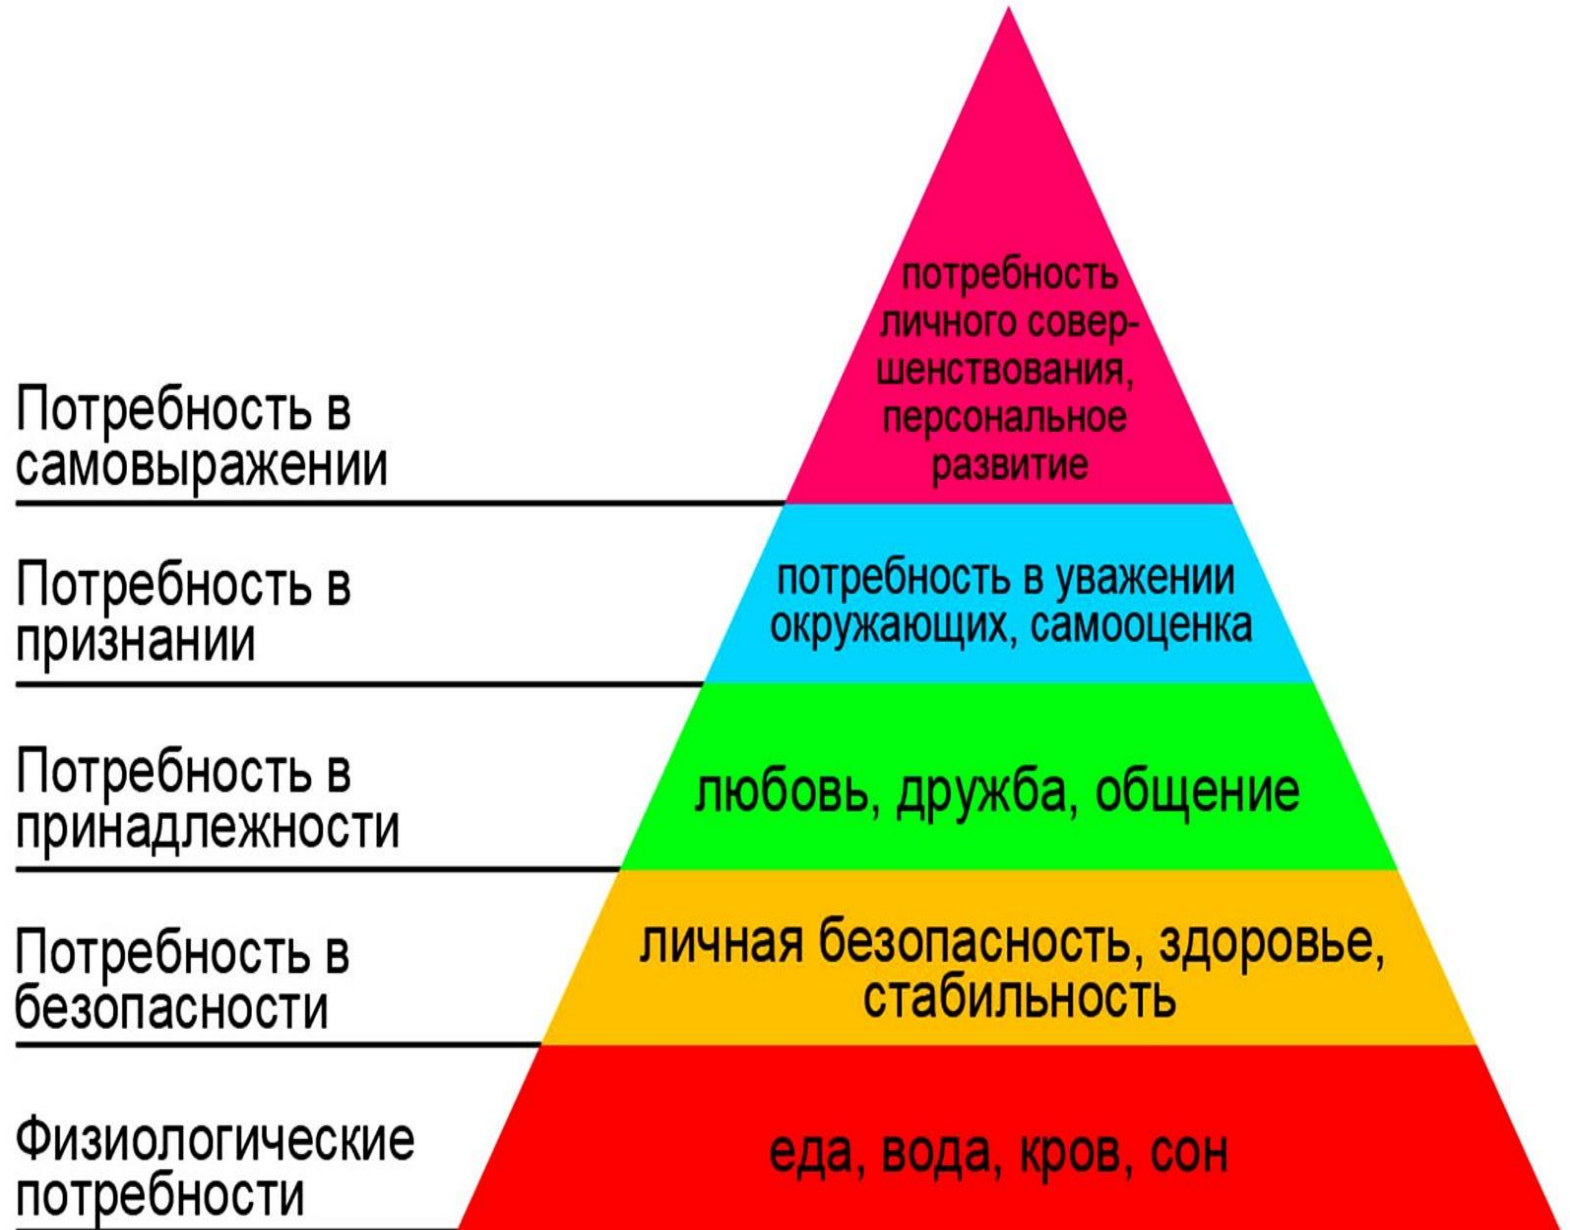 Потребность в
самовыражении
потребность
личного совер-
шенствования,
персональное
развитие
Потребность в
признании
потребность в уважении
окружающих, самооценка
Потребность в
принадлежности
любовь, дружба, общение
Потребность в
безопасности
личная безопасность, здоровье,
стабильность
Физиологические
потребности
еда, вода, кров, сон